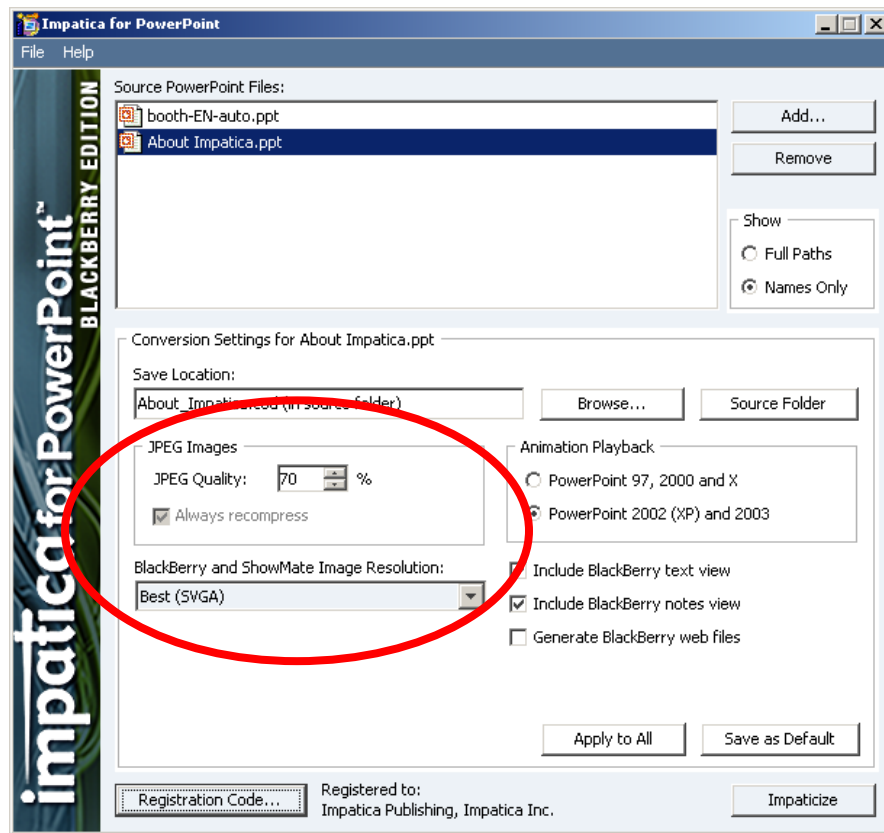 Impatica for PowerPoint
File Help
impatica for PowerPoint™
BLACKBERRY EDITION
Source PowerPoint Files:
booth-EN-auto.ppt
About Impatica.ppt
Add...
Remove
Show
Full Paths
Names Only
Conversion Settings for About Impatica.ppt
Save Location:
(in source folder)
Browse...
Source Folder
JPEG Images
JPEG Quality: 70 %
Always recompress
Animation Playback
PowerPoint 97, 2000 and X
PowerPoint 2002 (XP) and 2003
BlackBerry and ShowMate Image Resolution:
Best (SVGA)
Include BlackBerry text view
Include BlackBerry notes view
Generate BlackBerry web files
Apply to All
Save as Default
Registration Code...
Registered to:
Impatica Publishing, Impatica Inc.
Impaticize